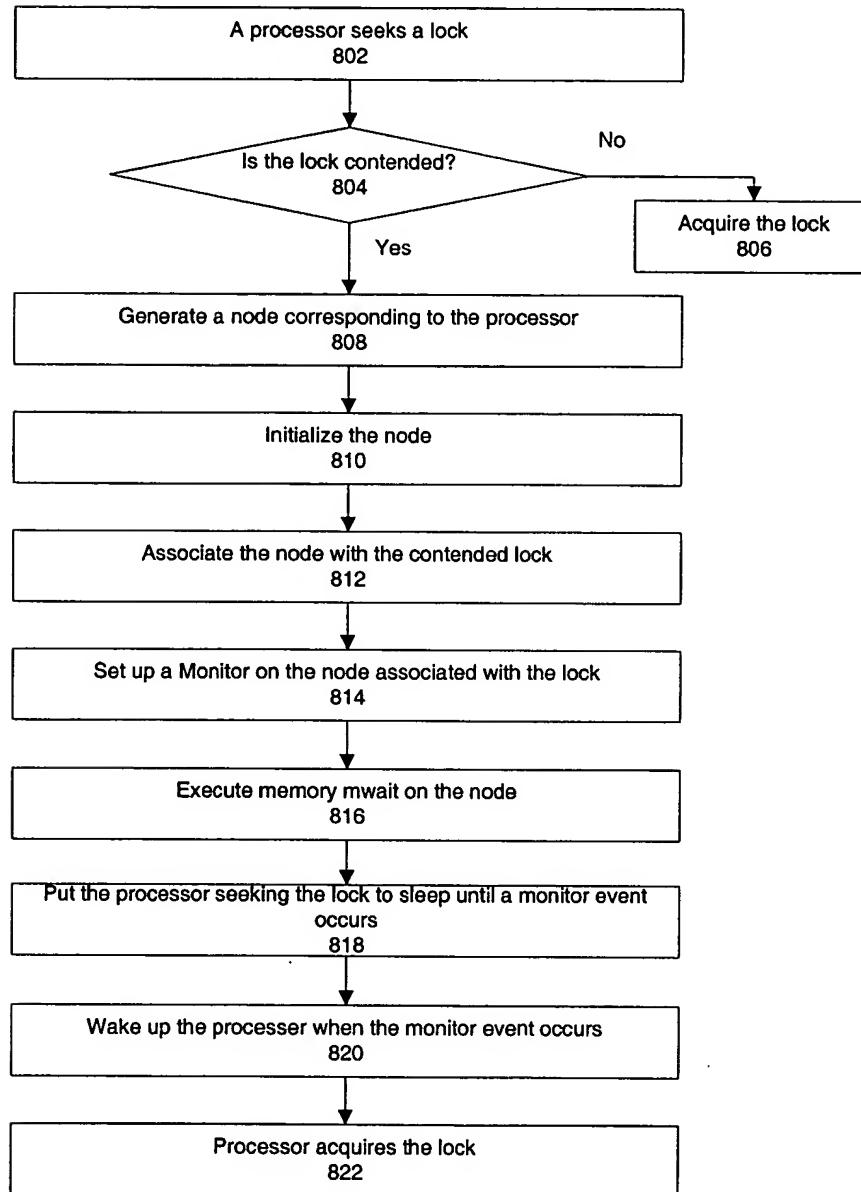 A processor seeks a lock
802
Is the lock contended?
804
No
Acquire the lock
806
Yes
Generate a node corresponding to the processor
808
Initialize the node
810
Associate the node with the contended lock
812
Set up a Monitor on the node associated with the lock
814
Execute memory mwait on the node
816
Put the processor seeking the lock to sleep until a monitor event
occurs
818
Wake up the processer when the monitor event occurs
820
Processor acquires the lock
822